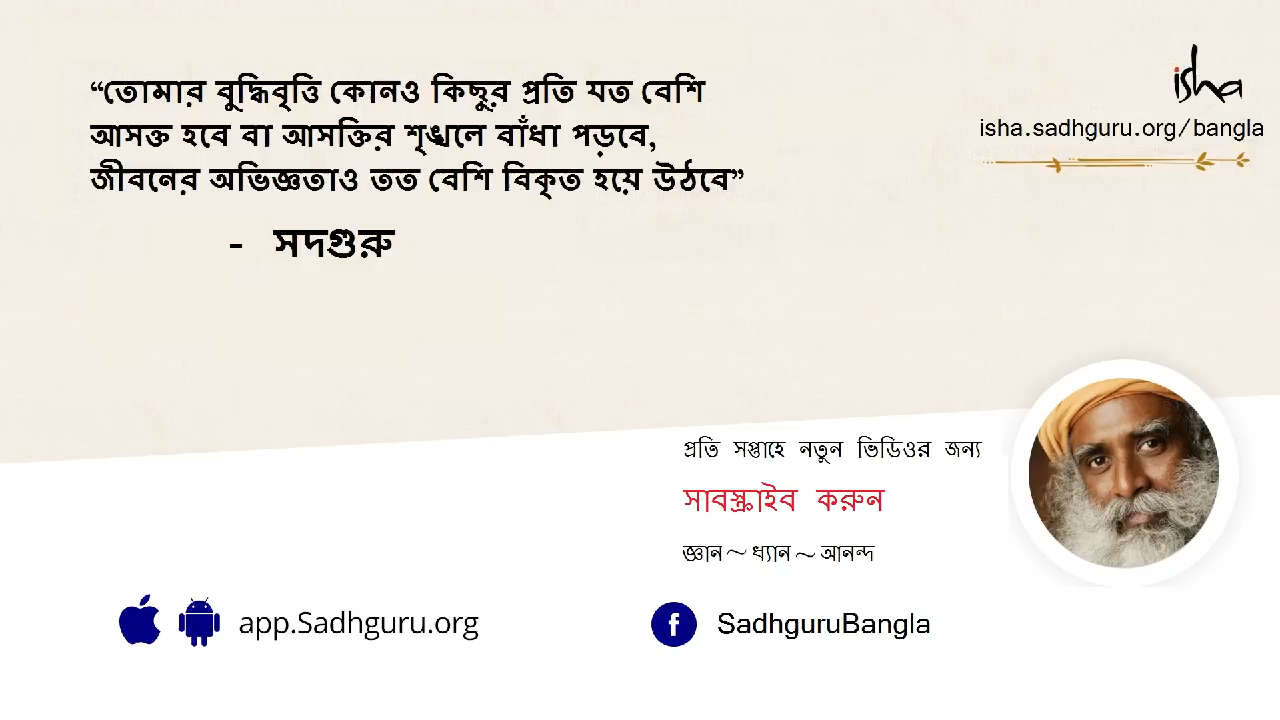 “তোমার বুদ্ধিবৃত্তি কোনও কিছুর প্রতি যত বেশি
আসক্ত হবে বা আসক্তির শৃঙ্খলে বাঁধা পড়বে,
জীবনের অভিজ্ঞতাও তত বেশি বিকৃত হয়ে উঠবে”
- সদগুরু
isha
isha.sadhguru.org/bangla
প্রতি সপ্তাহে নতুন ভিডিওর জন্য
সাবস্ক্রাইব করুন
জ্ঞান ~ ধ্যান ~ আনন্দ
app.Sadhguru.org
f SadhguruBangla